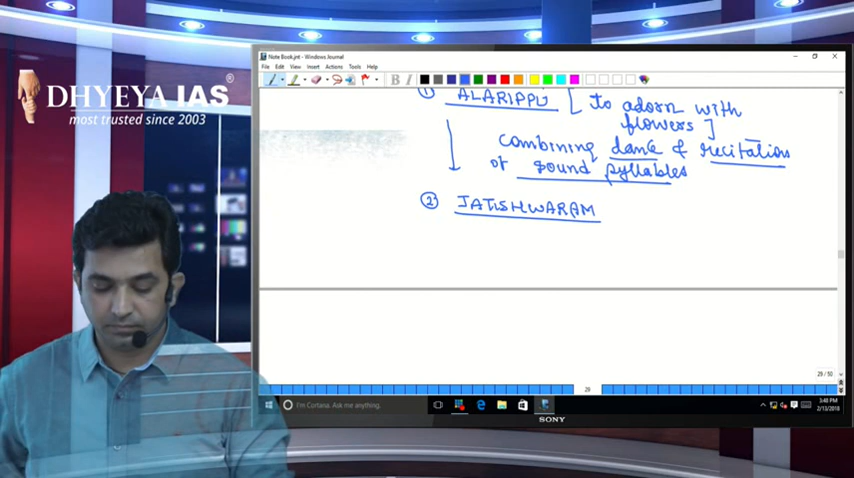 DHYEYA IAS®
most trusted since 2003
Note Book.jnt - Windows Journal
File Edit View Insert Actions Tools Help
① ALARIPPU [ to adorn with
flowers ]
Combining dance & recitations
of sound syllables
② JATISHWARAM
29 / 50
29
I'm Cortana. Ask me anything.
3:40 PM
2/13/2018
SONY